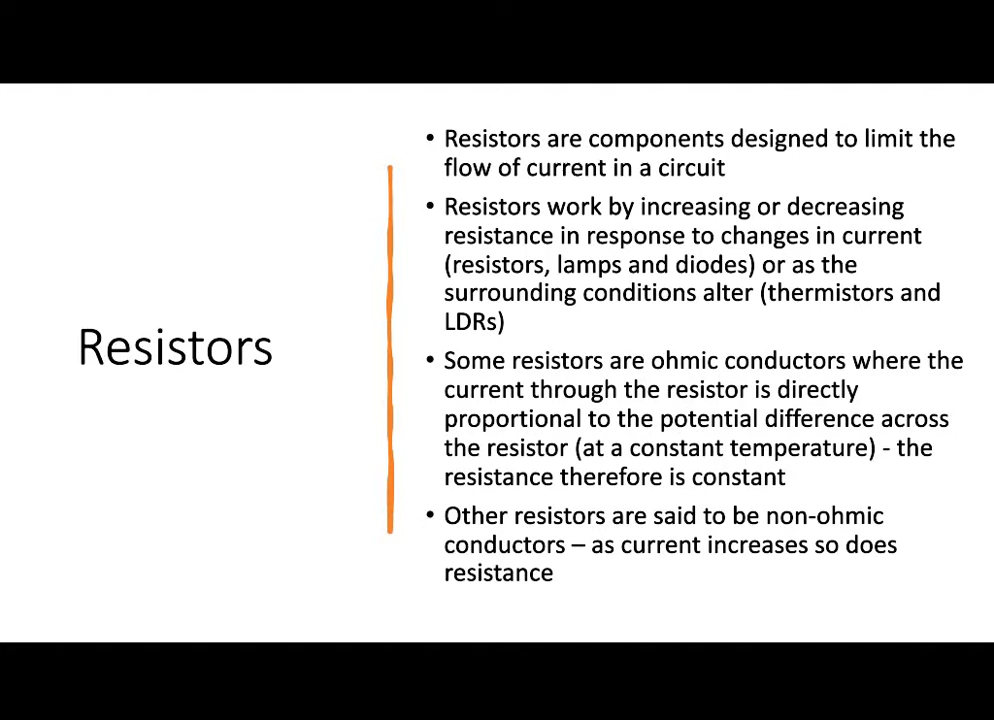 Resistors
• Resistors are components designed to limit the
flow of current in a circuit
• Resistors work by increasing or decreasing
resistance in response to changes in current
(resistors, lamps and diodes) or as the
surrounding conditions alter (thermistors and
LDRs)
• Some resistors are ohmic conductors where the
current through the resistor is directly
proportional to the potential difference across
the resistor (at a constant temperature) - the
resistance therefore is constant
• Other resistors are said to be non-ohmic
conductors – as current increases so does
resistance